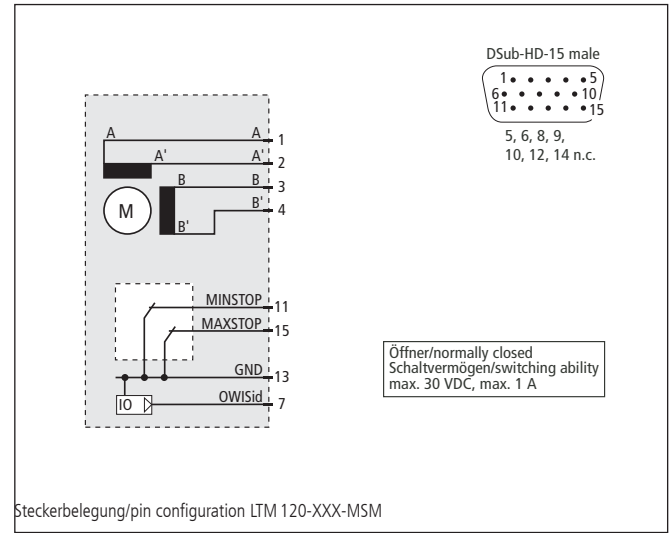 DSub-HD-15 male
1 5
6 10
11 15
5, 6, 8, 9,
10, 12, 14 n.c.
A A 1
A' A' 2
B B 3
M B' 4
B'
MINSTOP 11
MAXSTOP 15
GND 13
IO OWISid 7
Öffner/normally closed
Schaltvermögen/switching ability
max. 30 VDC, max. 1 A
Steckerbelegung/pin configuration LTM 120-XXX-MSM